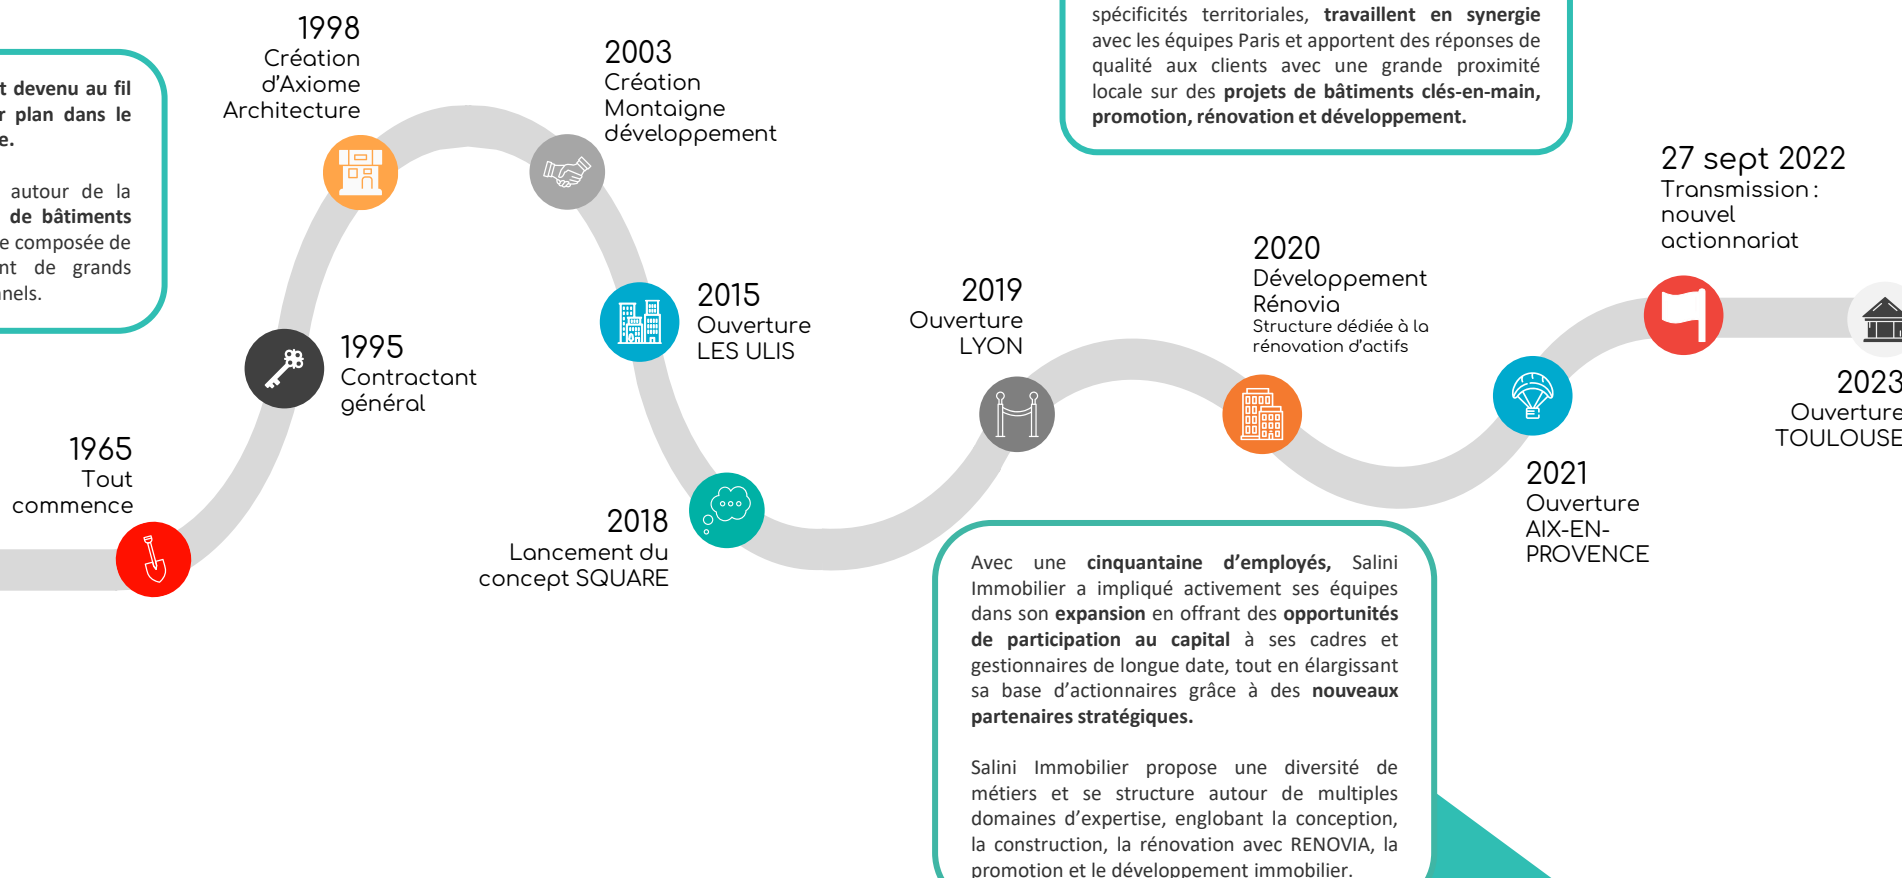 t devenu au fil
r plan dans le
e.
autour de la
de bâtiments
e composée de
nt de grands
nels.
1998
Création
d’Axiome
Architecture
2003
Création
Montaigne
développement
spécificités territoriales, travaillent en synergie
avec les équipes Paris et apportent des réponses de
qualité aux clients avec une grande proximité
locale sur des projets de bâtiments clés-en-main,
promotion, rénovation et développement.
27 sept 2022
Transmission :
nouvel
actionnariat
1965
Tout
commence
1995
Contractant
général
2015
Ouverture
LES ULIS
2018
Lancement du
concept SQUARE
2019
Ouverture
LYON
2020
Développement
Rénovia
Structure dédiée à la
rénovation d’actifs
2021
Ouverture
AIX-EN-
PROVENCE
2023
Ouverture
TOULOUSE
Avec une cinquantaine d’employés, Salini
Immobilier a impliqué activement ses équipes
dans son expansion en offrant des opportunités
de participation au capital à ses cadres et
gestionnaires de longue date, tout en élargissant
sa base d’actionnaires grâce à des nouveaux
partenaires stratégiques.
Salini Immobilier propose une diversité de
métiers et se structure autour de multiples
domaines d’expertise, englobant la conception,
la construction, la rénovation avec RENOVIA, la
promotion et le développement immobilier.